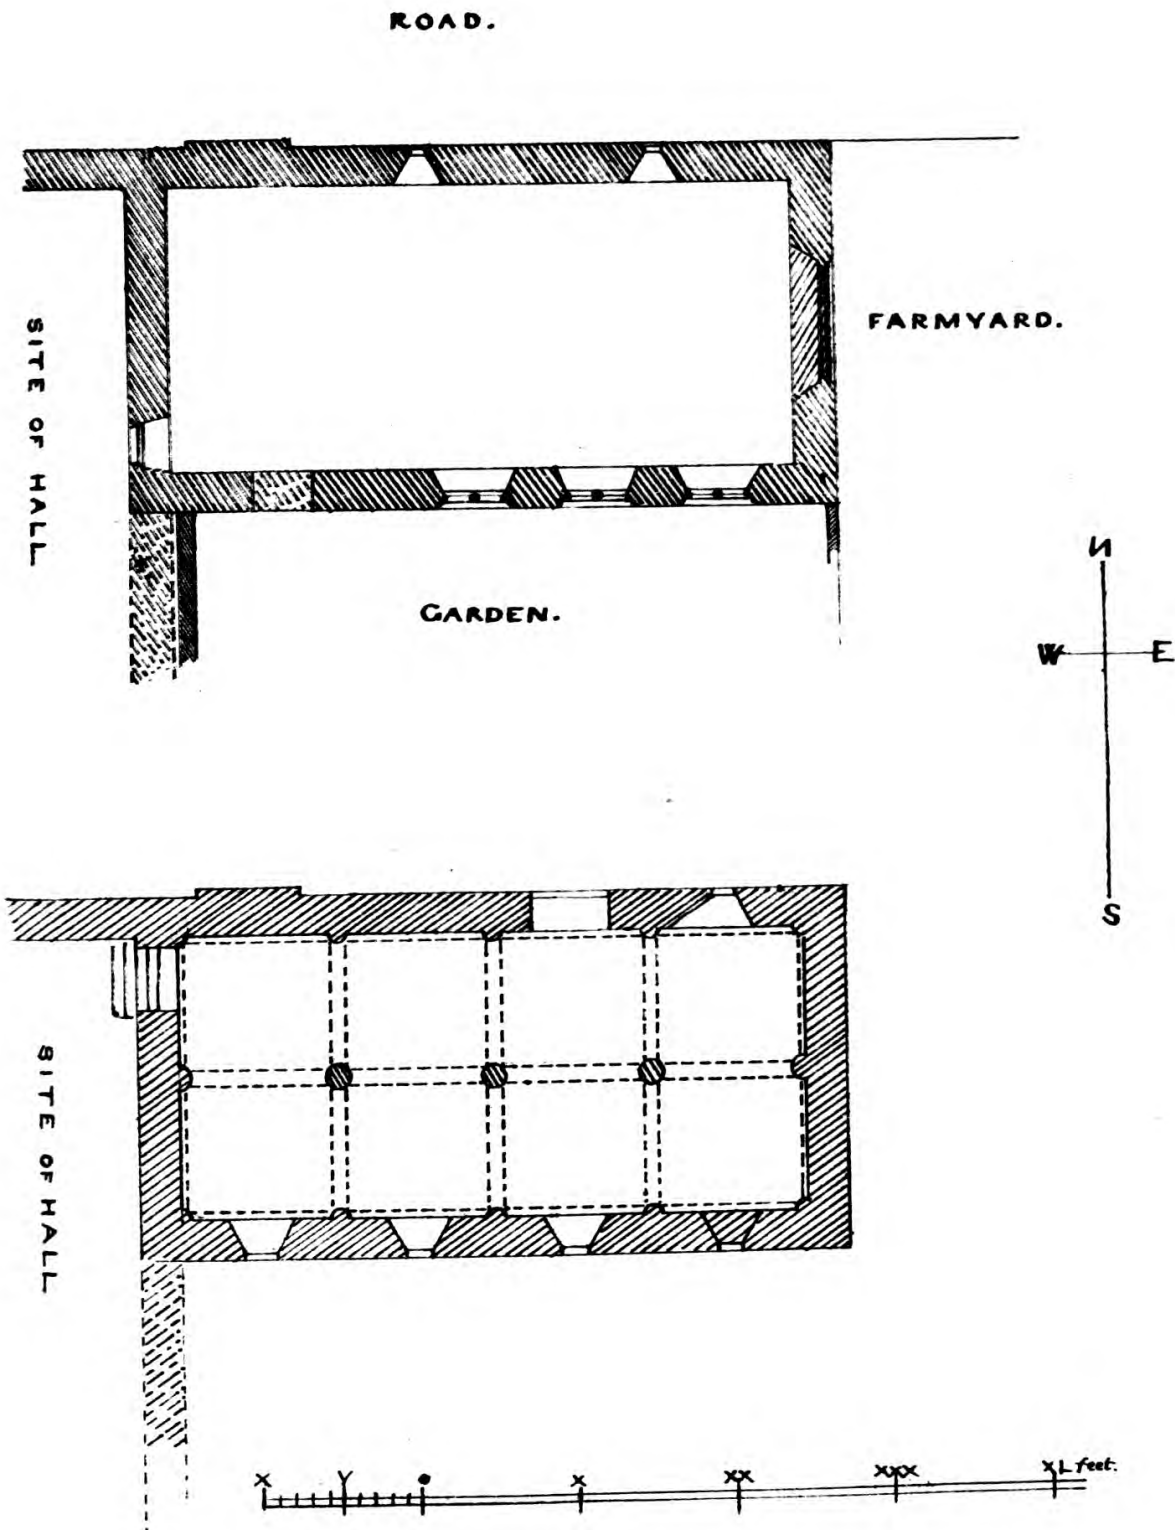 ROAD.
FARMYARD.
SITE OF HALL
GARDEN.
N
W E
S
SITE OF HALL
X Y • X XX XXX XL feet.